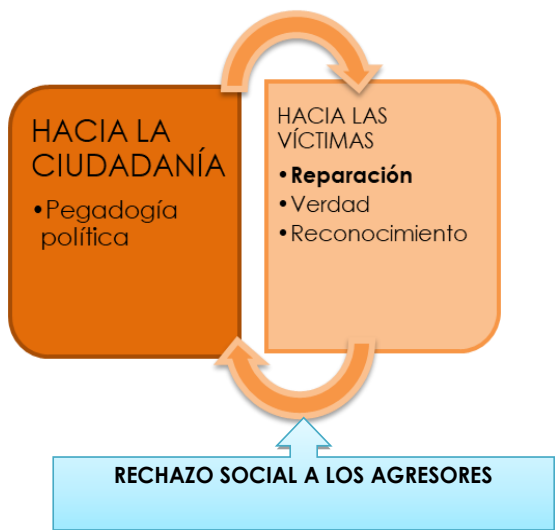 HACIA LA
CIUDADANÍA
•Pegadogía
política
HACIA LAS
VÍCTIMAS
•Reparación
•Verdad
•Reconocimiento
RECHAZO SOCIAL A LOS AGRESORES